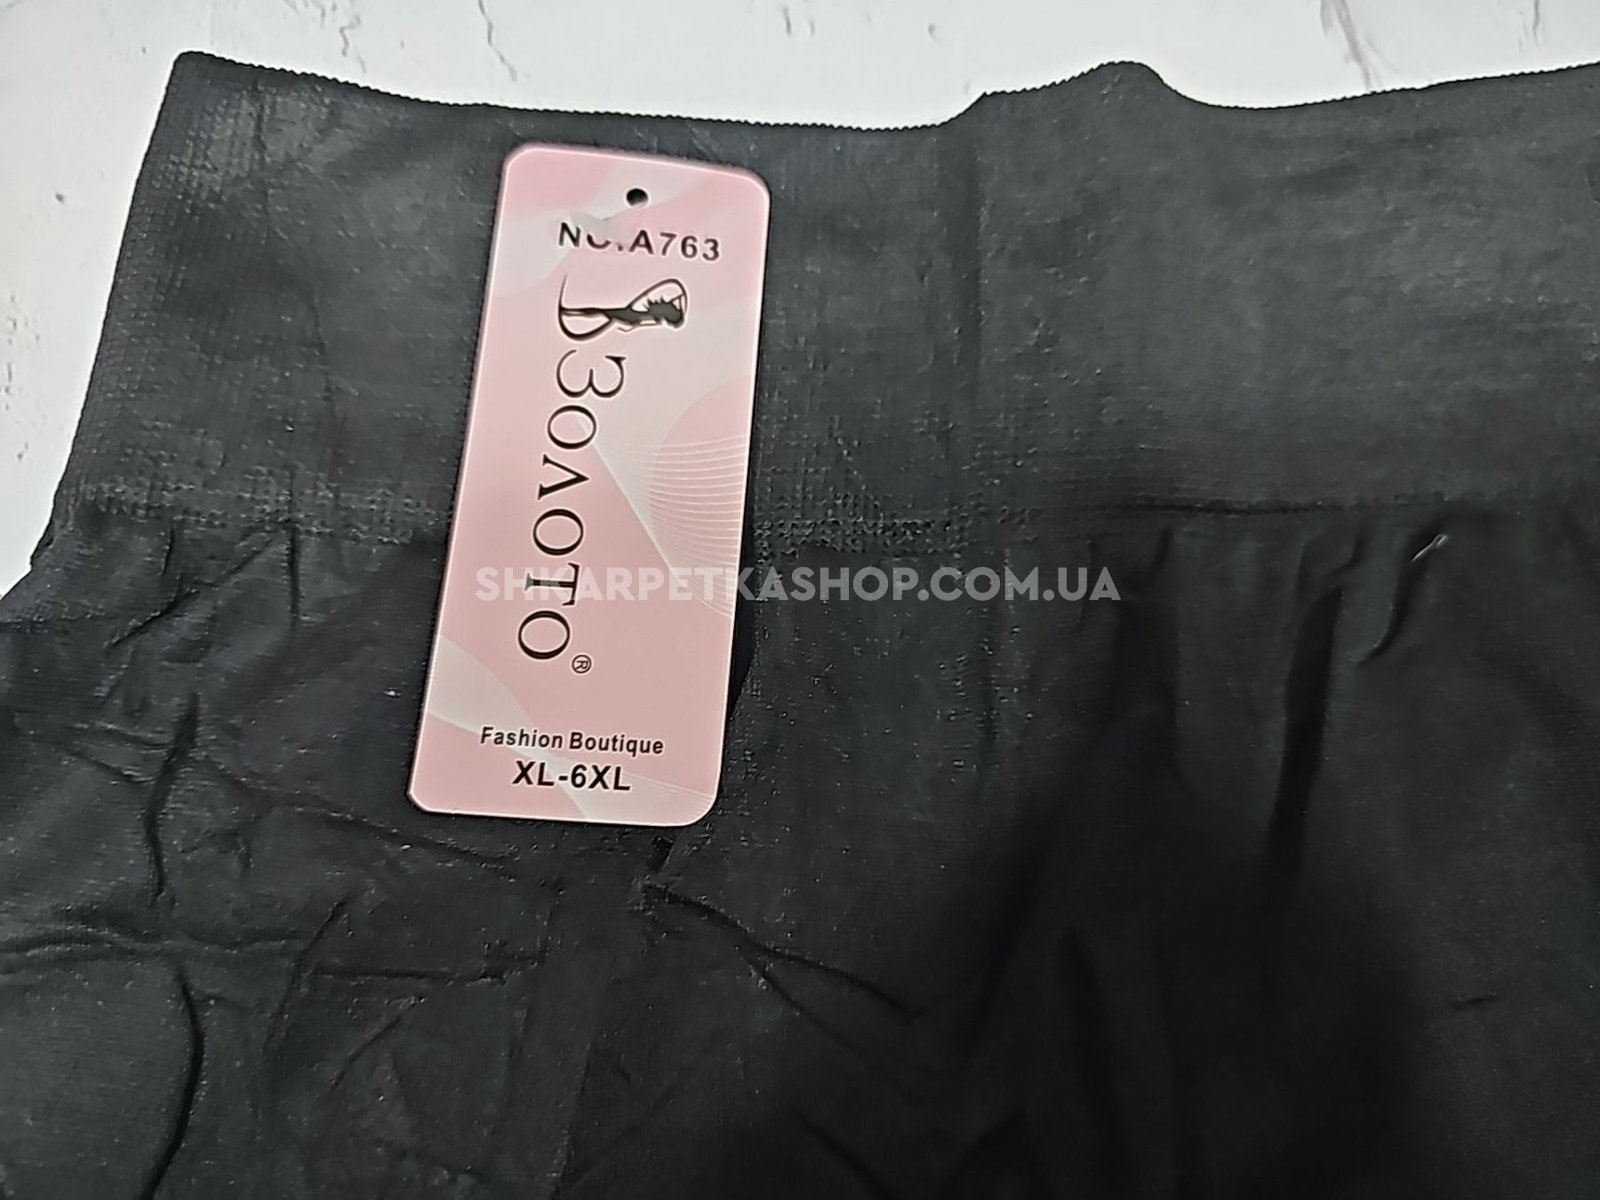 NO.A763
ЗОЛОТО®
SHKARPETKASHOP.COM.UA
Fashion Boutique
XL-6XL